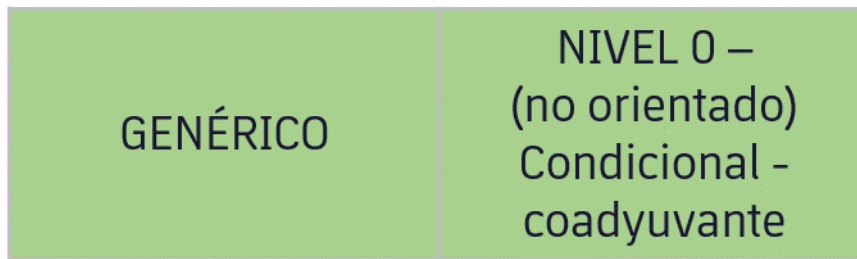 GENÉRICO
NIVEL 0 –
(no orientado)
Condicional -
coadyuvante